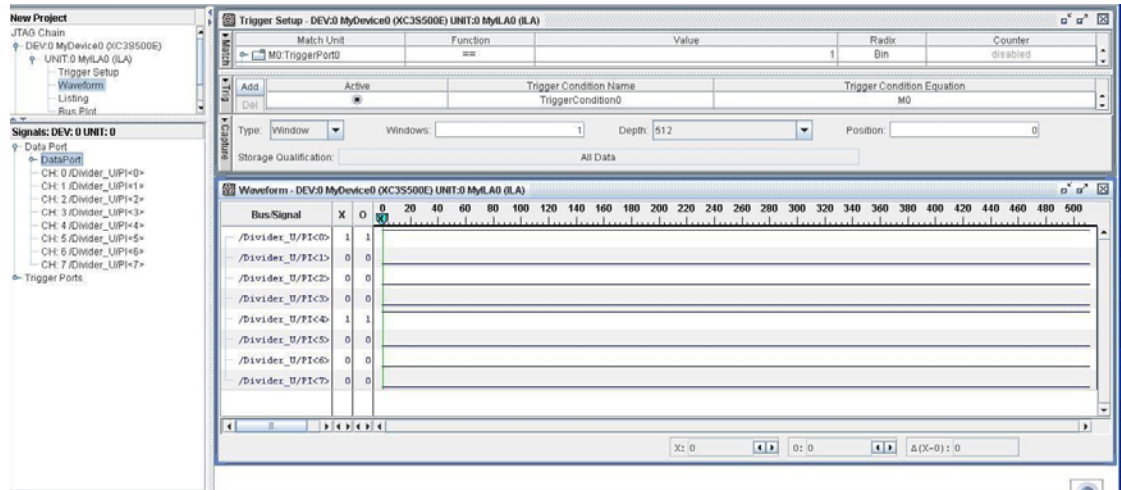 New Project
JTAG Chain
DEV:0 MyDevice0 (XC3S500E)
UNIT:0 MyILA0 (ILA)
Trigger Setup
Waveform
Listing
Bus Plot
Signals: DEV: 0 UNIT: 0
Data Port
DataPort
CH: 0 /Divider_U/PI<0>
CH: 1 /Divider_U/PI<1>
CH: 2 /Divider_U/PI<2>
CH: 3 /Divider_U/PI<3>
CH: 4 /Divider_U/PI<4>
CH: 5 /Divider_U/PI<5>
CH: 6 /Divider_U/PI<6>
CH: 7 /Divider_U/PI<7>
Trigger Ports
Trigger Setup - DEV:0 MyDevice0 (XC3S500E) UNIT:0 MyILA0 (ILA)
Match
Match Unit Function Value Radix Counter
M0:TriggerPort0 == 1 Bin disabled
Trig
Add Active Trigger Condition Name Trigger Condition Equation
Del TriggerCondition0 M0
Capture
Type: Window Windows: 1 Depth: 512 Position: 0
Storage Qualification: All Data
Waveform - DEV:0 MyDevice0 (XC3S500E) UNIT:0 MyILA0 (ILA)
Bus/Signal X O 0 20 40 60 80 100 120 140 160 180 200 220 240 260 280 300 320 340 360 380 400 420 440 460 480 500
/Divider_U/PI<0> 1 1
/Divider_U/PI<1> 0 0
/Divider_U/PI<2> 0 0
/Divider_U/PI<3> 0 0
/Divider_U/PI<4> 1 1
/Divider_U/PI<5> 0 0
/Divider_U/PI<6> 0 0
/Divider_U/PI<7> 0 0
X: 0 O: 0 Δ(X-O): 0